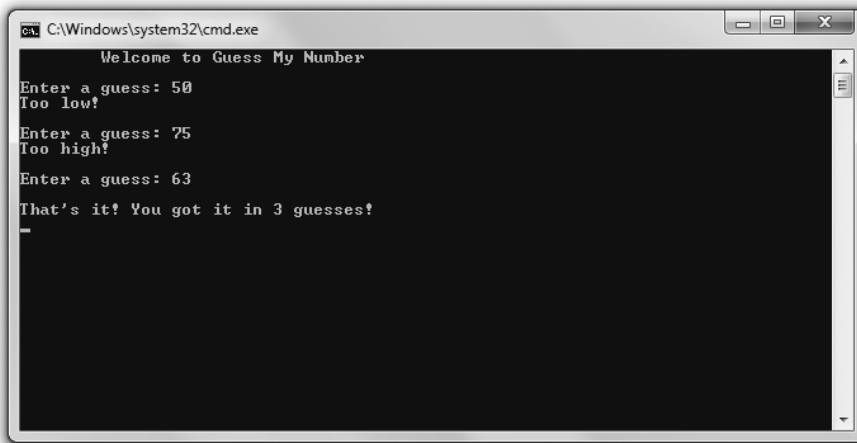 C:\Windows\system32\cmd.exe
Welcome to Guess My Number
Enter a guess: 50
Too low!
Enter a guess: 75
Too high!
Enter a guess: 63
That's it! You got it in 3 guesses!